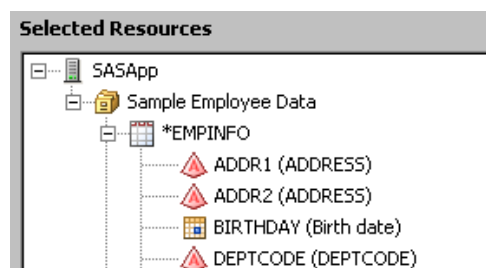 Selected Resources
SASApp
Sample Employee Data
*EMPINFO
ADDR1 (ADDRESS)
ADDR2 (ADDRESS)
BIRTHDAY (Birth date)
DEPTCODE (DEPTCODE)